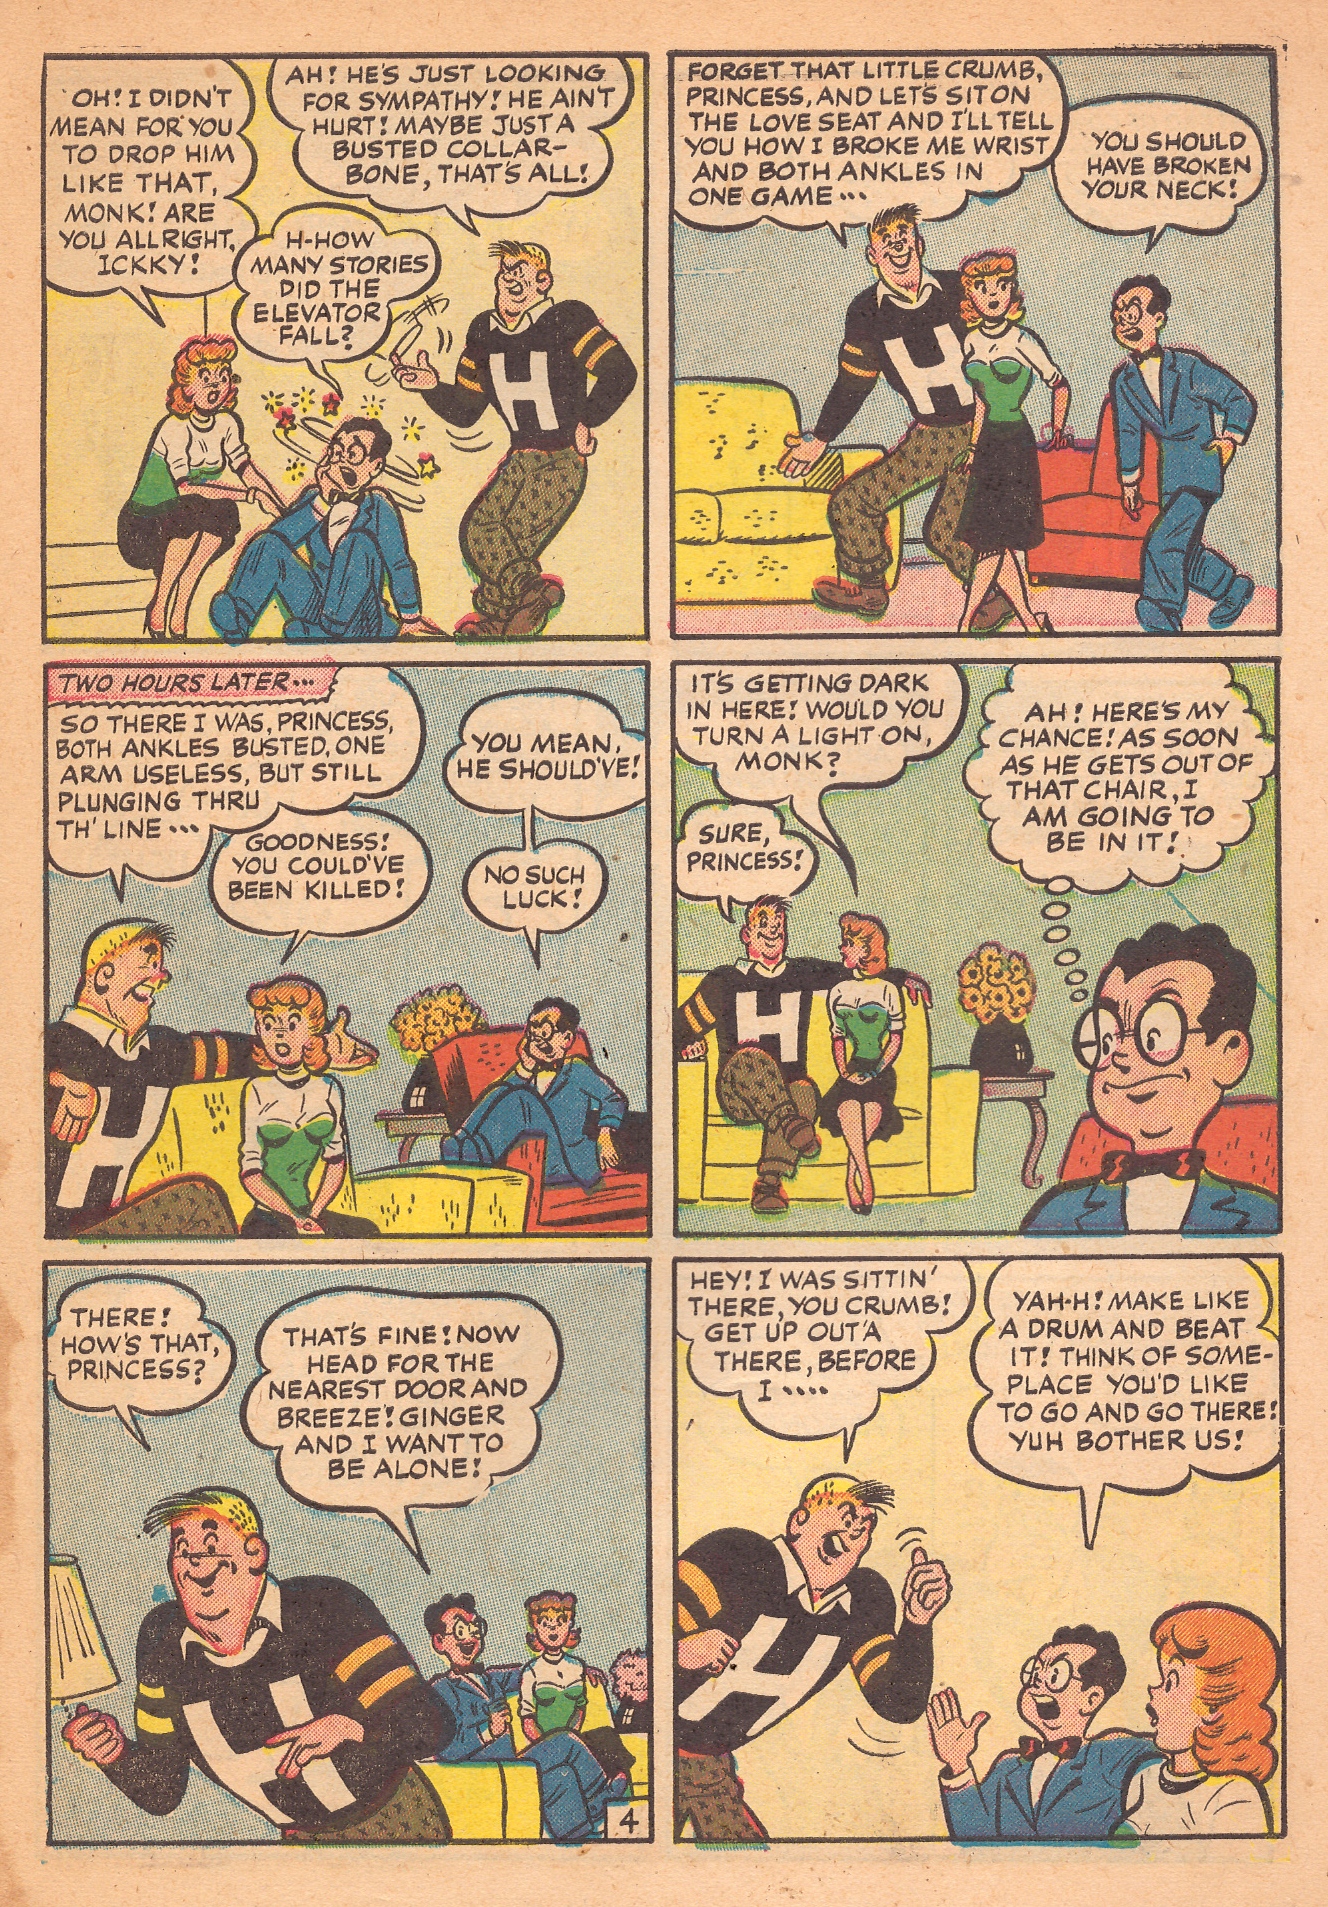 OH! I DIDN'T
MEAN FOR YOU
TO DROP HIM
LIKE THAT,
MONK! ARE
YOU ALLRIGHT,
ICKKY!
AH! HE'S JUST LOOKING
FOR SYMPATHY! HE AIN'T
HURT! MAYBE JUST A
BUSTED COLLAR-
BONE, THAT'S ALL!
H-HOW
MANY STORIES
DID THE
ELEVATOR
FALL?
H
FORGET THAT LITTLE CRUMB,
PRINCESS, AND LET'S SIT ON
THE LOVE SEAT AND I'LL TELL
YOU HOW I BROKE ME WRIST
AND BOTH ANKLES IN
ONE GAME...
YOU SHOULD
HAVE BROKEN
YOUR NECK!
H
TWO HOURS LATER...
SO THERE I WAS, PRINCESS,
BOTH ANKLES BUSTED, ONE
ARM USELESS, BUT STILL
PLUNGING THRU
TH' LINE...
GOODNESS!
YOU COULD'VE
BEEN KILLED!
YOU MEAN,
HE SHOULD'VE!
NO SUCH
LUCK!
H
IT'S GETTING DARK
IN HERE! WOULD YOU
TURN A LIGHT ON,
MONK?
SURE,
PRINCESS!
AH! HERE'S MY
CHANCE! AS SOON
AS HE GETS OUT OF
THAT CHAIR, I
AM GOING TO
BE IN IT!
H
THERE!
HOW'S THAT,
PRINCESS?
THAT'S FINE! NOW
HEAD FOR THE
NEAREST DOOR AND
BREEZE! GINGER
AND I WANT TO
BE ALONE!
H
4
HEY! I WAS SITTIN'
THERE, YOU CRUMB!
GET UP OUT'A
THERE, BEFORE
I....
YAH-H! MAKE LIKE
A DRUM AND BEAT
IT! THINK OF SOME-
PLACE YOU'D LIKE
TO GO AND GO THERE!
YUH BOTHER US!
H